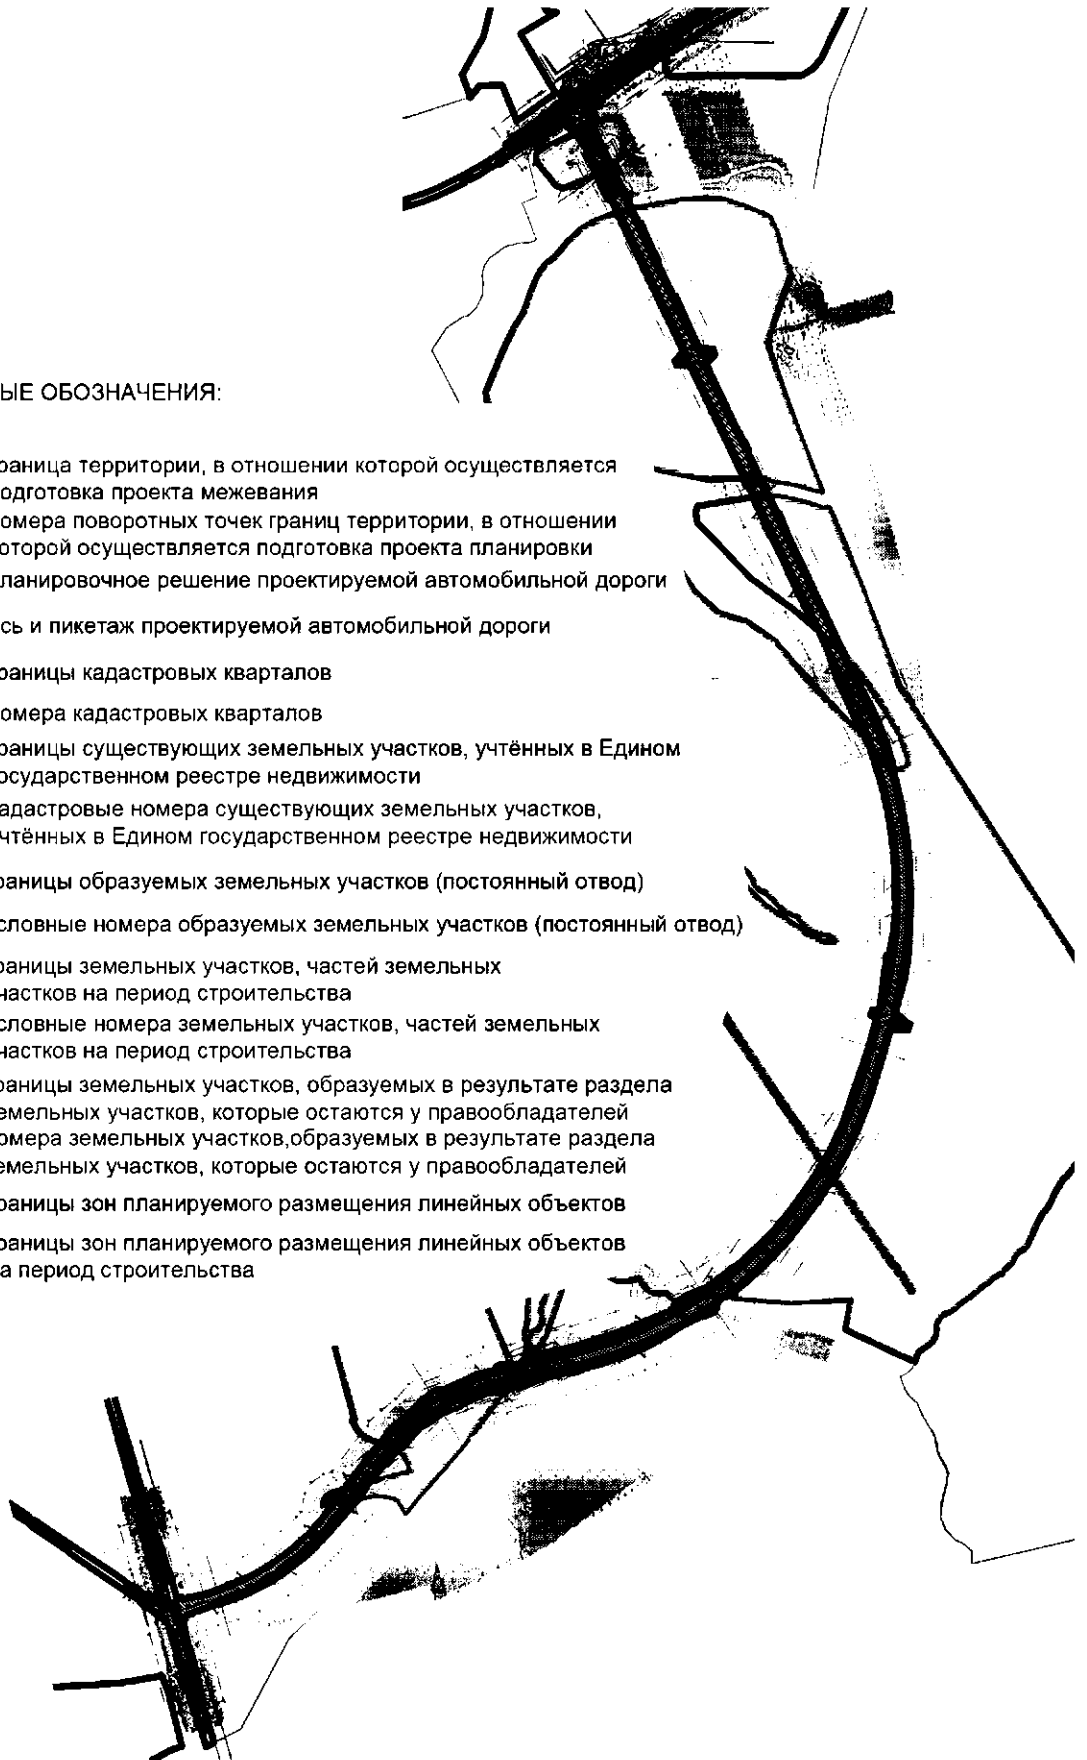 ЫЕ ОБОЗНАЧЕНИЯ:
раница территории, в отношении которой осуществляется
одготовка проекта межевания
омера поворотных точек границ территории, в отношении
оторой осуществляется подготовка проекта планировки
ланировочное решение проектируемой автомобильной дороги
сь и пикетаж проектируемой автомобильной дороги
раницы кадастровых кварталов
омера кадастровых кварталов
раницы существующих земельных участков, учтённых в Едином
осударственном реестре недвижимости
адастровые номера существующих земельных участков,
чтённых в Едином государственном реестре недвижимости
раницы образуемых земельных участков (постоянный отвод)
словные номера образуемых земельных участков (постоянный отвод)
раницы земельных участков, частей земельных
частков на период строительства
словные номера земельных участков, частей земельных
частков на период строительства
раницы земельных участков, образуемых в результате раздела
емельных участков, которые остаются у правообладателей
омера земельных участков,образуемых в результате раздела
емельных участков, которые остаются у правообладателей
раницы зон планируемого размещения линейных объектов
раницы зон планируемого размещения линейных объектов
а период строительства